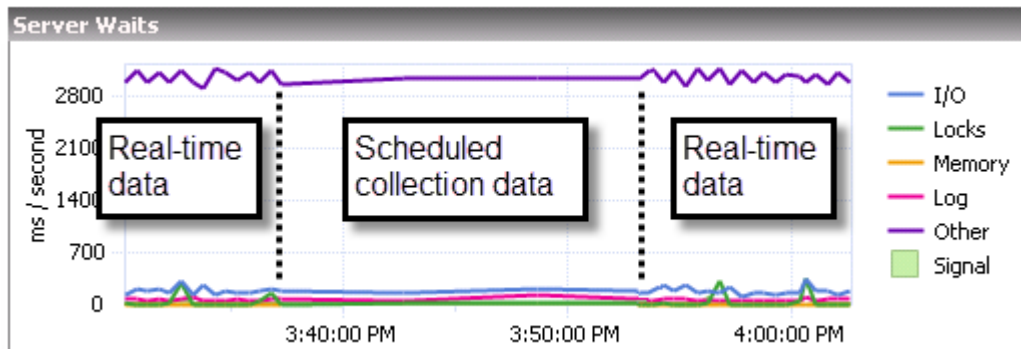 Server Waits
ms / second
2800
2100
1400
700
0
Real-time
data
Scheduled
collection data
Real-time
data
3:40:00 PM
3:50:00 PM
4:00:00 PM
I/O
Locks
Memory
Log
Other
Signal